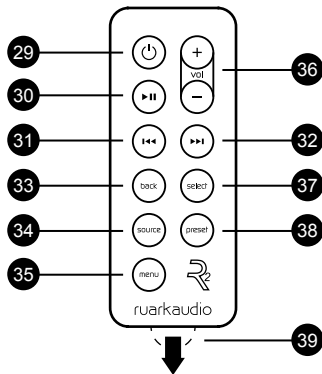 29
+
vol
−
36
30
31
32
33
back
select
37
34
source
preset
38
35
menu
R2
ruarkaudio
39